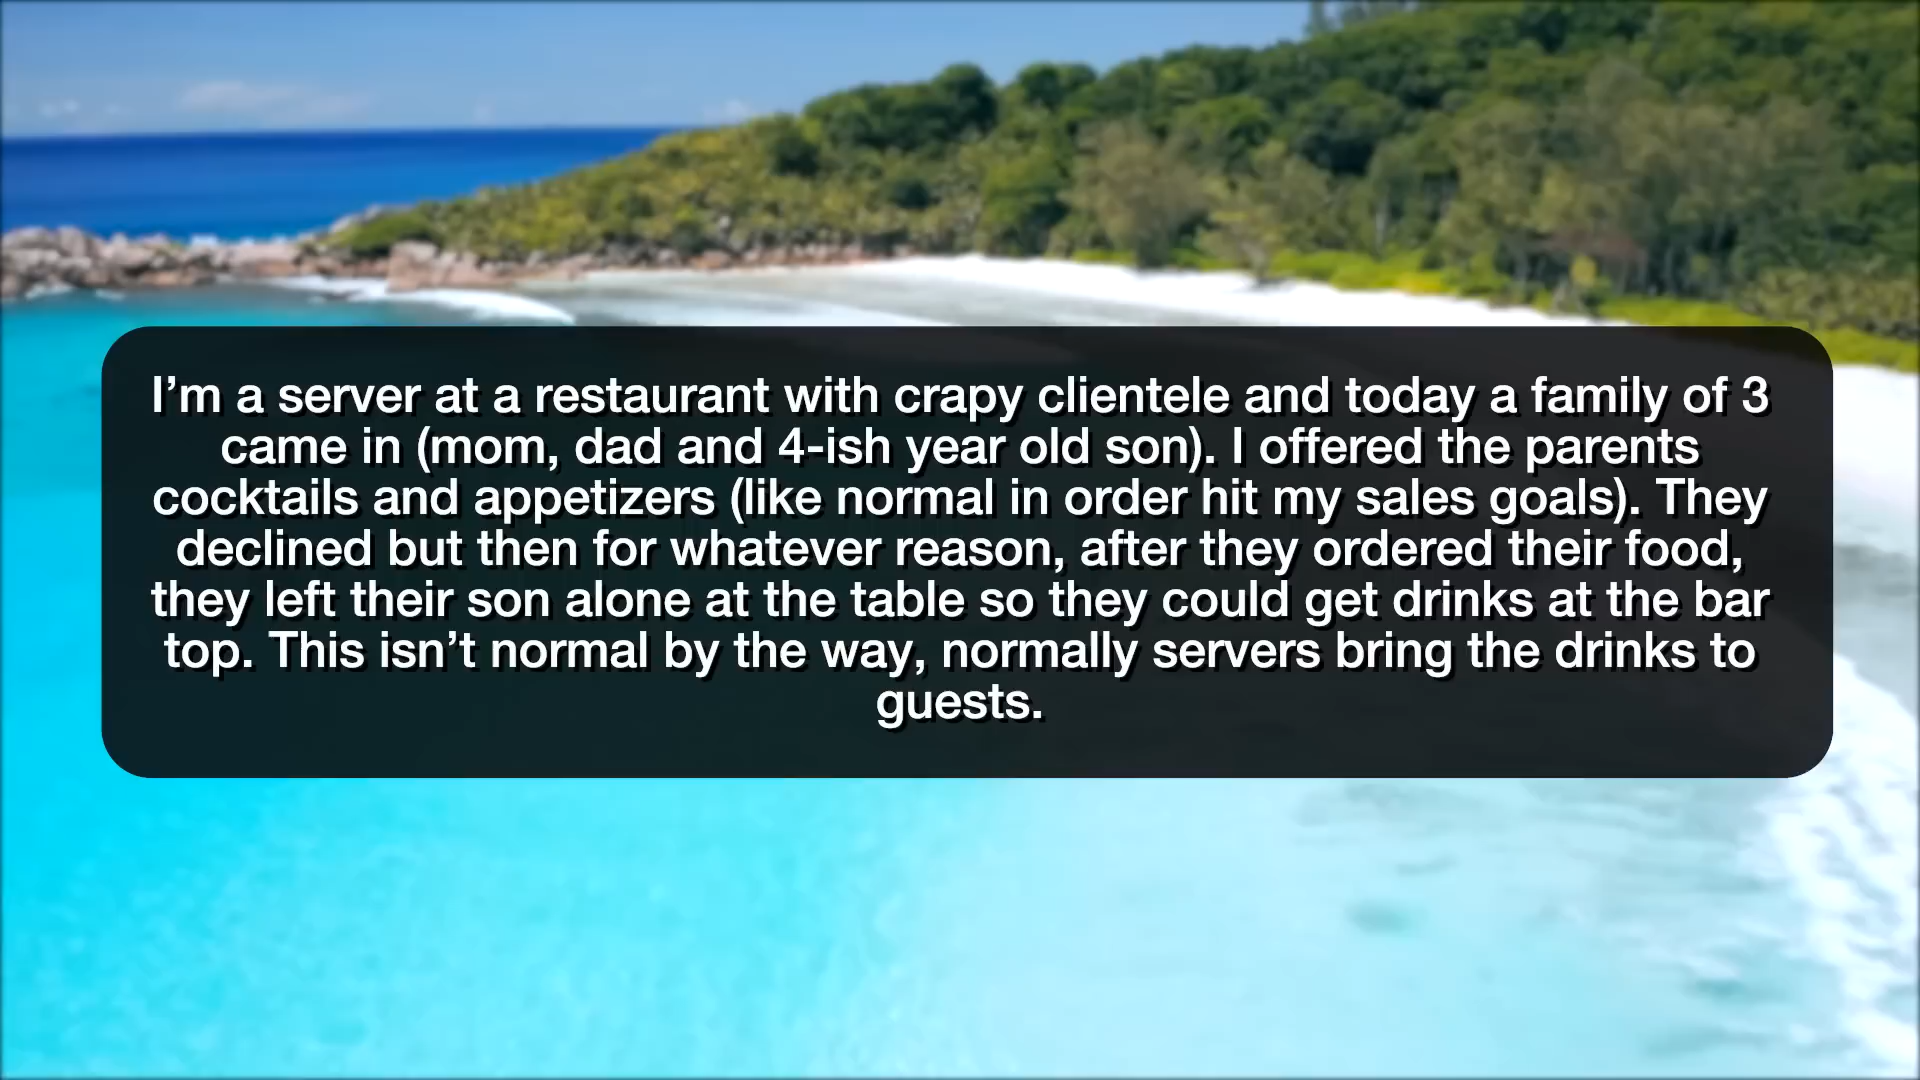 I’m a server at a restaurant with crapy clientele and today a family of 3
came in (mom, dad and 4-ish year old son). I offered the parents
cocktails and appetizers (like normal in order hit my sales goals). They
declined but then for whatever reason, after they ordered their food,
they left their son alone at the table so they could get drinks at the bar
top. This isn’t normal by the way, normally servers bring the drinks to
guests.